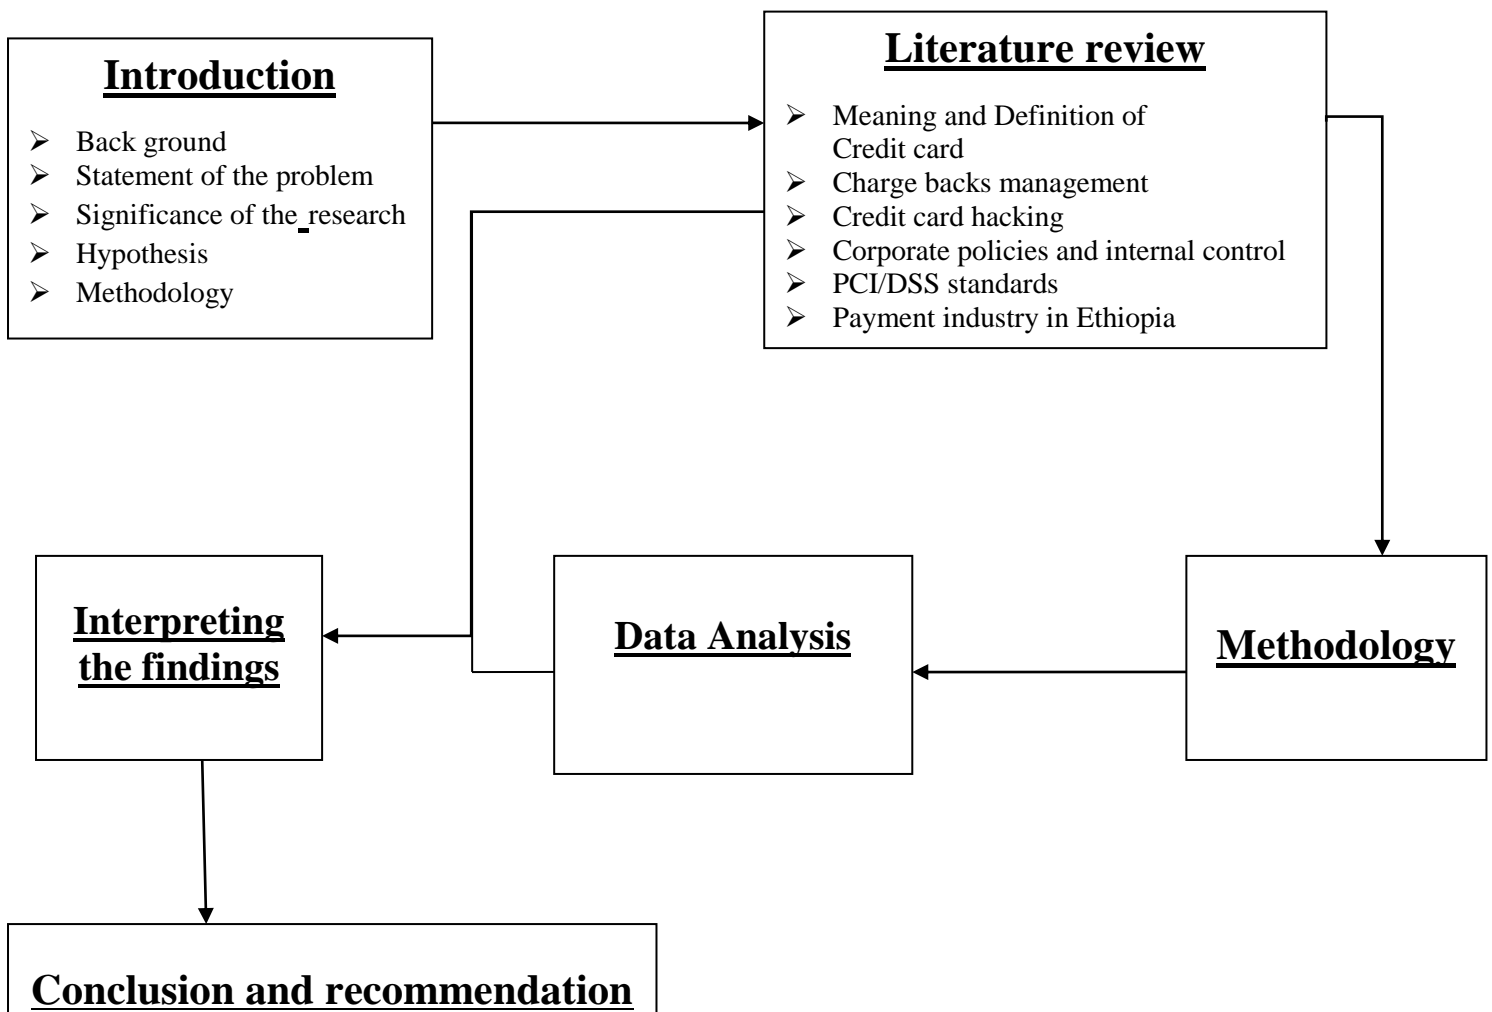 Introduction
➢ Back ground
➢ Statement of the problem
➢ Significance of the research
➢ Hypothesis
➢ Methodology
Literature review
➢ Meaning and Definition of
Credit card
➢ Charge backs management
➢ Credit card hacking
➢ Corporate policies and internal control
➢ PCI/DSS standards
➢ Payment industry in Ethiopia
Interpreting
the findings
Data Analysis
Methodology
Conclusion and recommendation